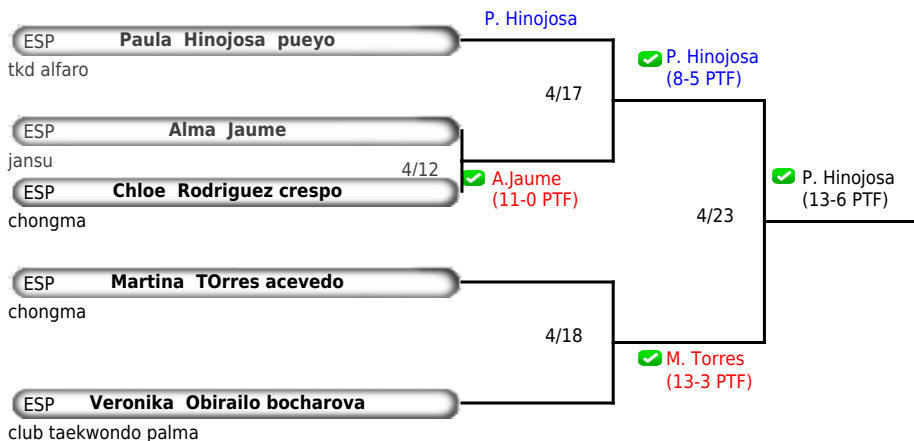 P. Hinojosa
ESP Paula Hinojosa pueyo
tkd alfaro
P. Hinojosa
(8-5 PTF)
4/17
ESP Alma Jaume
jansu
4/12
A.Jaume
(11-0 PTF)
ESP Chloe Rodriguez crespo
chongma
P. Hinojosa
(13-6 PTF)
4/23
ESP Martina TOrres acevedo
chongma
4/18
M. Torres
(13-3 PTF)
ESP Veronika Obirailo bocharova
club taekwondo palma